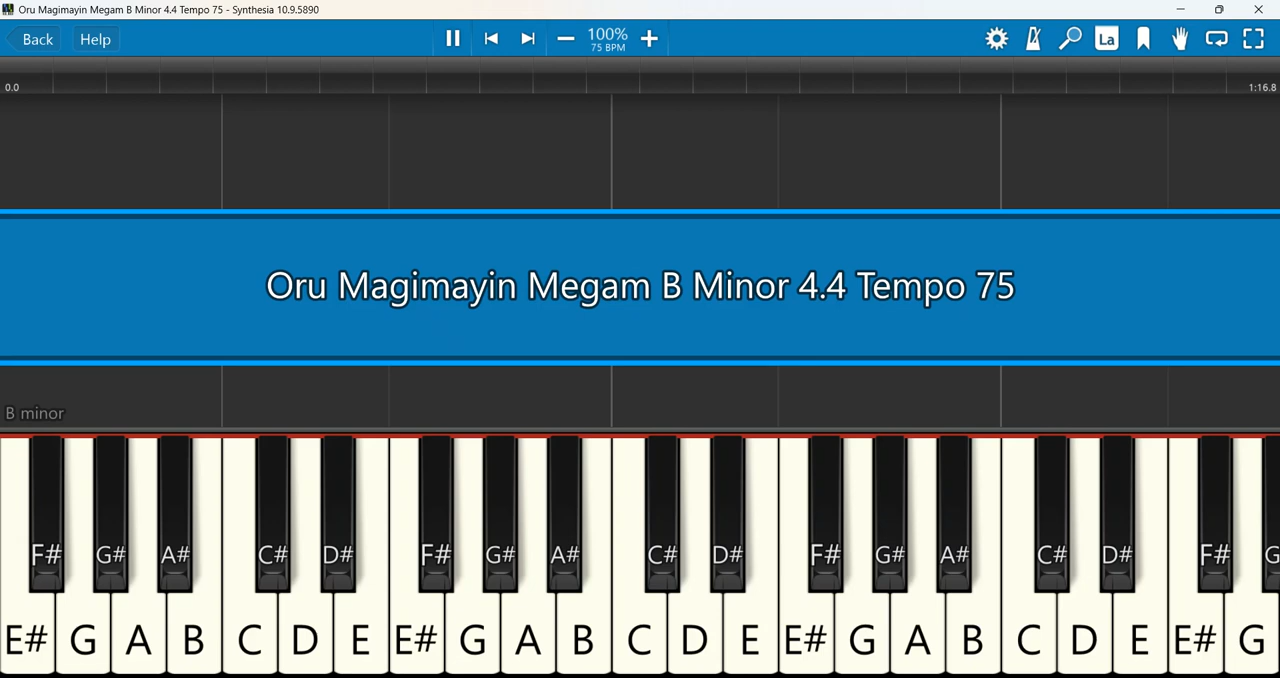 Oru Magimayin Megam B Minor 4.4 Tempo 75 - Synthesia 10.9.5890
Back Help 100% La
75 BPM
0.0 1:16.8
Oru Magimayin Megam B Minor 4.4 Tempo 75
B minor
F# G# A# C# D# F# G# A# C# D# F# G# A# C# D# F# G
E# G A B C D E E# G A B C D E E# G A B C D E E# G